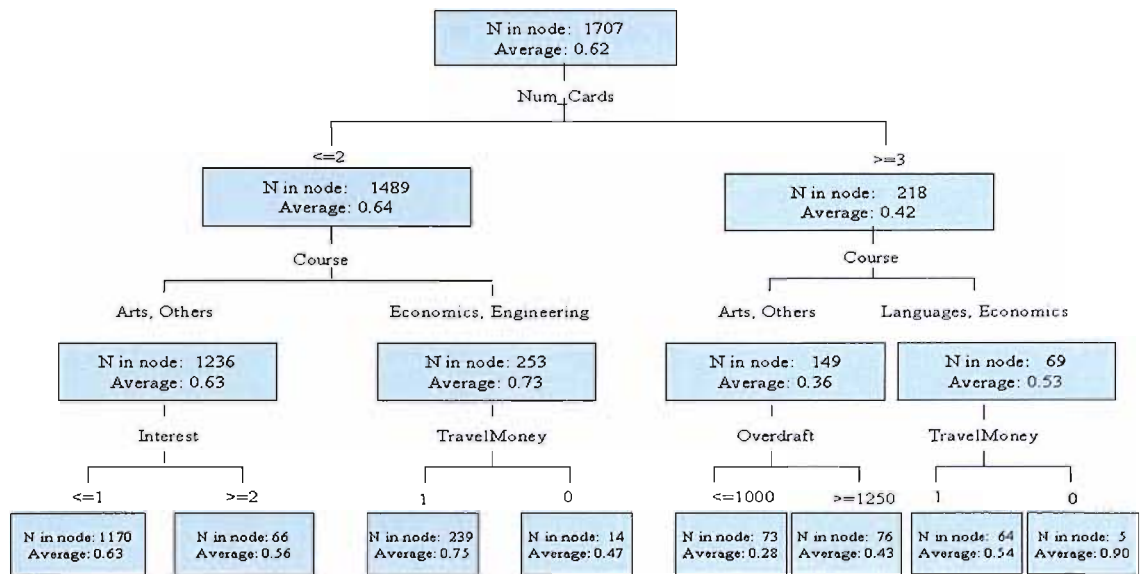 N in node: 1707
Average: 0.62
Num_Cards
<=2
>=3
N in node: 1489
Average: 0.64
N in node: 218
Average: 0.42
Course
Course
Arts, Others
Economics, Engineering
Arts, Others
Languages, Economics
N in node: 1236
Average: 0.63
N in node: 253
Average: 0.73
N in node: 149
Average: 0.36
N in node: 69
Average: 0.53
Interest
TravelMoney
Overdraft
TravelMoney
<=1
>=2
1
0
<=1000
>=1250
1
0
N in node: 1170
Average: 0.63
N in node: 66
Average: 0.56
N in node: 239
Average: 0.75
N in node: 14
Average: 0.47
N in node: 73
Average: 0.28
N in node: 76
Average: 0.43
N in node: 64
Average: 0.54
N in node: 5
Average: 0.90